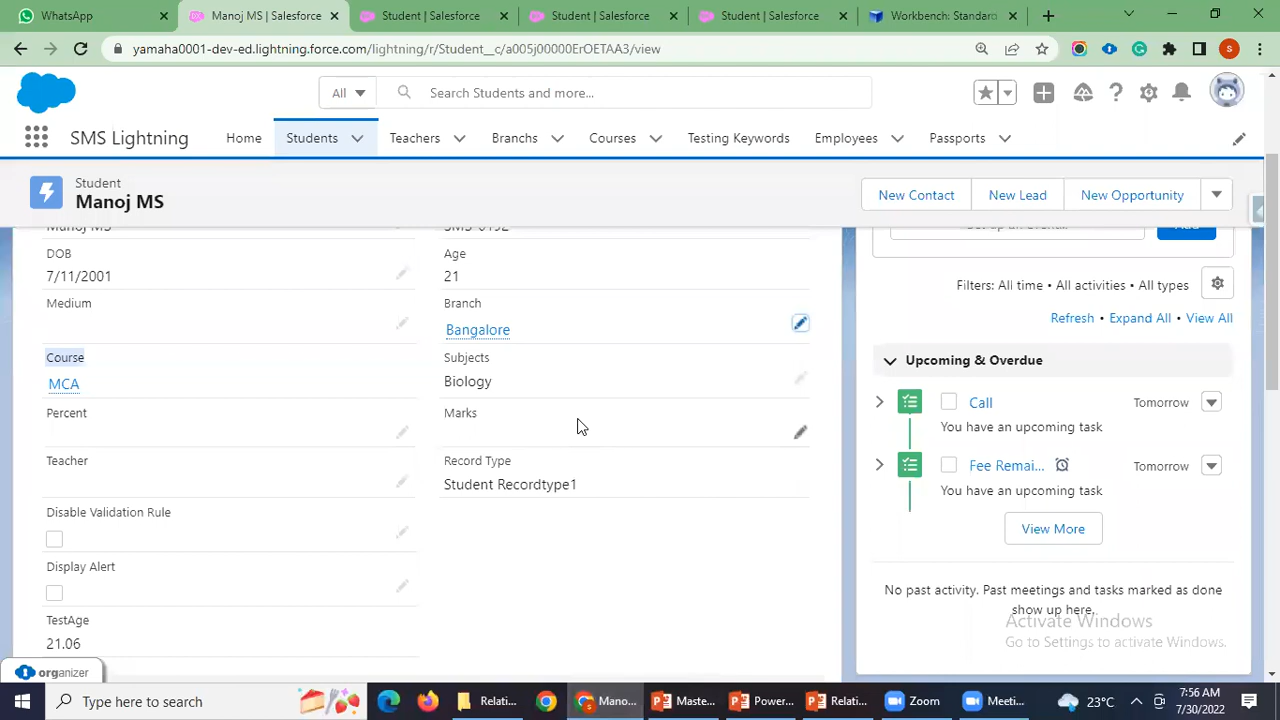 WhatsApp
Manoj MS | Salesforce
Student | Salesforce
Student | Salesforce
Student | Salesforce
Workbench: Standard
yamaha0001-dev-ed.lightning.force.com/lightning/r/Student__c/a005j00000ErOETAA3/view
All
Search Students and more...
SMS Lightning
Home
Students
Teachers
Branchs
Courses
Testing Keywords
Employees
Passports
Student
Manoj MS
New Contact
New Lead
New Opportunity
Manoj MS
SMS-0192
DOB
7/11/2001
Age
21
Medium
Branch
Bangalore
Course
MCA
Subjects
Biology
Percent
Marks
Teacher
Record Type
Student Recordtype1
Disable Validation Rule
Display Alert
TestAge
21.06
Add
Filters: All time • All activities • All types
Refresh • Expand All • View All
Upcoming & Overdue
Call
Tomorrow
You have an upcoming task
Fee Remai...
Tomorrow
You have an upcoming task
View More
No past activity. Past meetings and tasks marked as done
show up here.
Activate Windows
Go to Settings to activate Windows.
organizer
Type here to search
Relati...
Mano...
Maste...
Power...
Relati...
Zoom
Meeti...
23°C
7:56 AM
7/30/2022